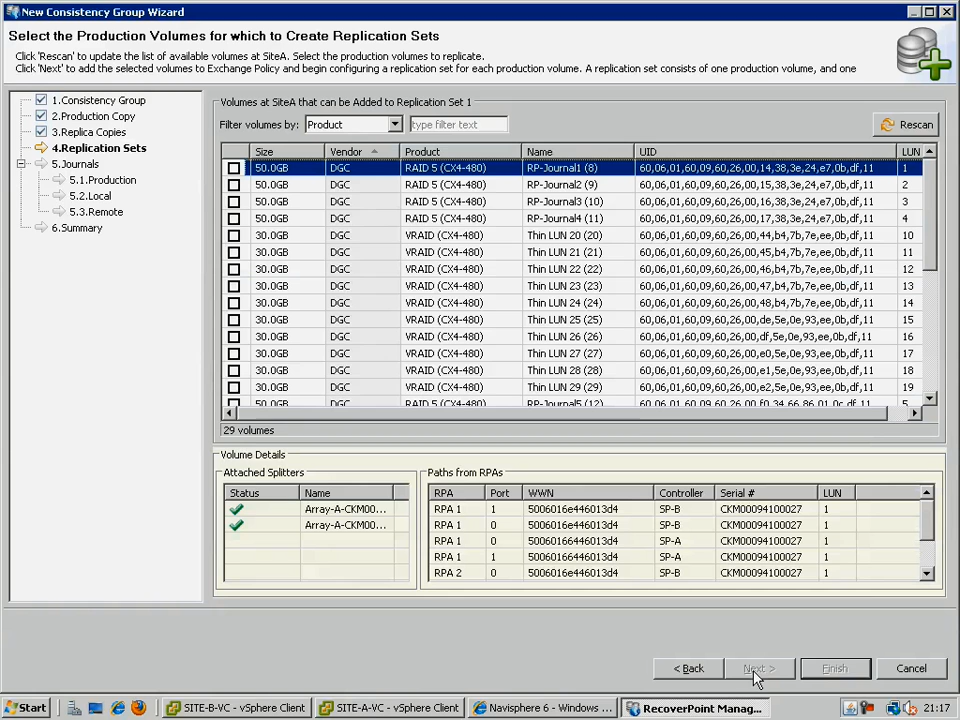 New Consistency Group Wizard
Select the Production Volumes for which to Create Replication Sets
Click 'Rescan' to update the list of available volumes at SiteA. Select the production volumes to replicate.
Click 'Next' to add the selected volumes to Exchange Policy and begin configuring a replication set for each production volume. A replication set consists of one production volume, and one
1.Consistency Group
2.Production Copy
3.Replica Copies
4.Replication Sets
5.Journals
5.1.Production
5.2.Local
5.3.Remote
6.Summary
Volumes at SiteA that can be Added to Replication Set 1
Filter volumes by: Product type filter text Rescan
Size Vendor Product Name UID LUN
50.0GB DGC RAID 5 (CX4-480) RP-Journal1 (8) 60,06,01,60,09,60,26,00,14,38,3e,24,e7,0b,df,11 1
50.0GB DGC RAID 5 (CX4-480) RP-Journal2 (9) 60,06,01,60,09,60,26,00,15,38,3e,24,e7,0b,df,11 2
50.0GB DGC RAID 5 (CX4-480) RP-Journal3 (10) 60,06,01,60,09,60,26,00,16,38,3e,24,e7,0b,df,11 3
50.0GB DGC RAID 5 (CX4-480) RP-Journal4 (11) 60,06,01,60,09,60,26,00,17,38,3e,24,e7,0b,df,11 4
30.0GB DGC VRAID (CX4-480) Thin LUN 20 (20) 60,06,01,60,09,60,26,00,44,b4,7b,7e,ee,0b,df,11 10
30.0GB DGC VRAID (CX4-480) Thin LUN 21 (21) 60,06,01,60,09,60,26,00,45,b4,7b,7e,ee,0b,df,11 11
30.0GB DGC VRAID (CX4-480) Thin LUN 22 (22) 60,06,01,60,09,60,26,00,46,b4,7b,7e,ee,0b,df,11 12
30.0GB DGC VRAID (CX4-480) Thin LUN 23 (23) 60,06,01,60,09,60,26,00,47,b4,7b,7e,ee,0b,df,11 13
30.0GB DGC VRAID (CX4-480) Thin LUN 24 (24) 60,06,01,60,09,60,26,00,48,b4,7b,7e,ee,0b,df,11 14
30.0GB DGC VRAID (CX4-480) Thin LUN 25 (25) 60,06,01,60,09,60,26,00,de,5e,0e,93,ee,0b,df,11 15
30.0GB DGC VRAID (CX4-480) Thin LUN 26 (26) 60,06,01,60,09,60,26,00,df,5e,0e,93,ee,0b,df,11 16
30.0GB DGC VRAID (CX4-480) Thin LUN 27 (27) 60,06,01,60,09,60,26,00,e0,5e,0e,93,ee,0b,df,11 17
30.0GB DGC VRAID (CX4-480) Thin LUN 28 (28) 60,06,01,60,09,60,26,00,e1,5e,0e,93,ee,0b,df,11 18
30.0GB DGC VRAID (CX4-480) Thin LUN 29 (29) 60,06,01,60,09,60,26,00,e2,5e,0e,93,ee,0b,df,11 19
50.0GB DGC RAID 5 (CX4-480) RP-Journal5 (12) 60,06,01,60,09,60,26,00,f0,34,66,86,01,0c,df,11 5
29 volumes
Volume Details
Attached Splitters
Status Name
Array-A-CKM00...
Array-A-CKM00...
Paths from RPAs
RPA Port WWN Controller Serial # LUN
RPA 1 1 5006016e446013d4 SP-B CKM00094100027 1
RPA 1 0 5006016e446013d4 SP-B CKM00094100027 1
RPA 1 0 50060166446013d4 SP-A CKM00094100027 1
RPA 1 1 50060166446013d4 SP-A CKM00094100027 1
RPA 2 0 5006016e446013d4 SP-B CKM00094100027 1
< Back Next > Finish Cancel
Start SITE-B-VC - vSphere Client SITE-A-VC - vSphere Client Navisphere 6 - Windows ... RecoverPoint Manag... 21:17